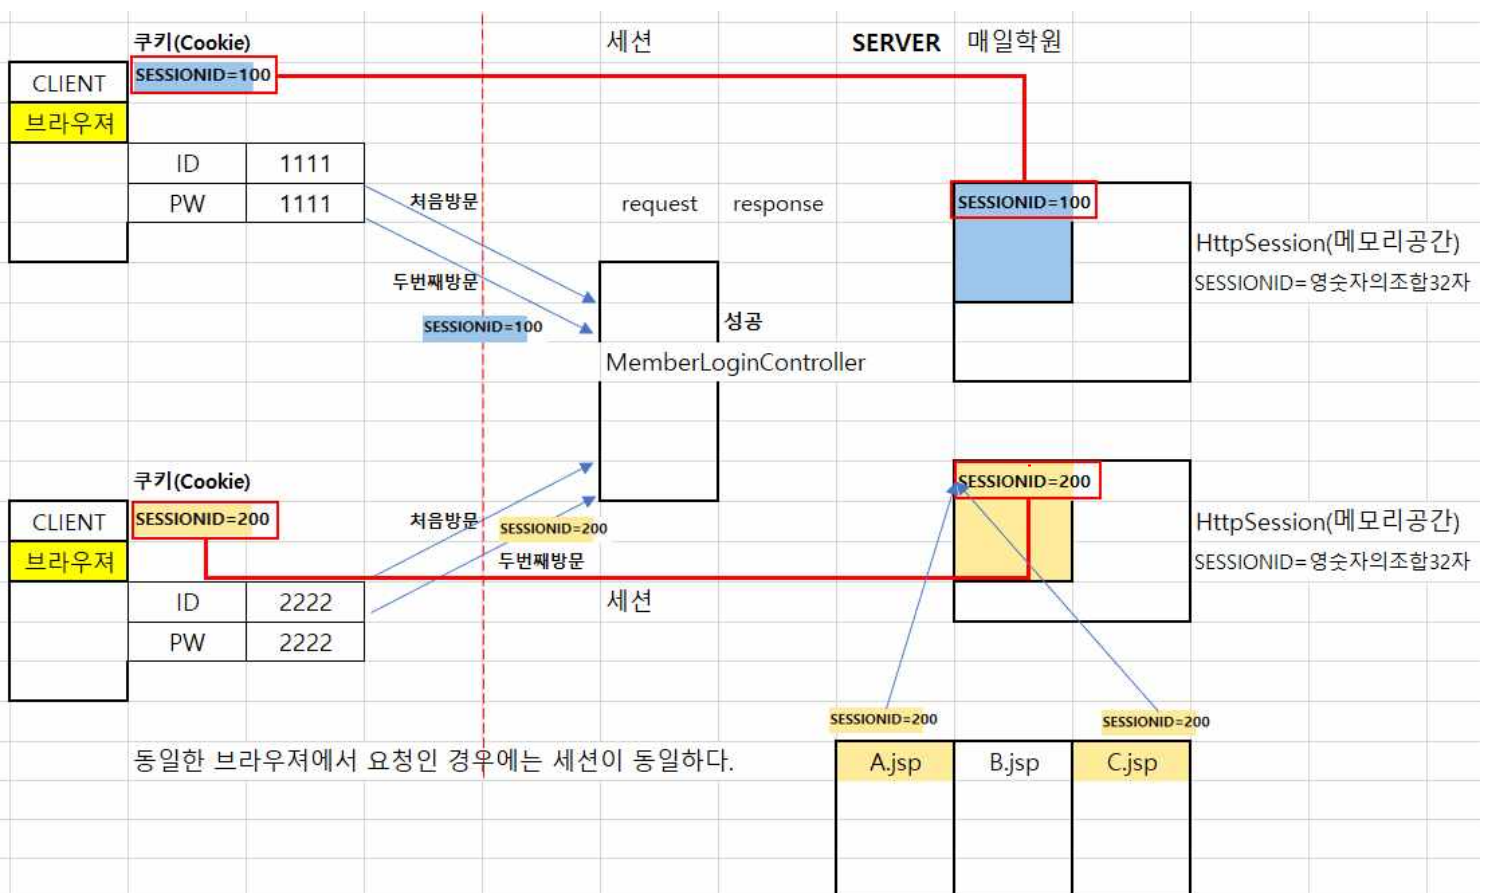 쿠키(Cookie)
세션
SERVER 매일학원
CLIENT
SESSIONID=100
브라우져
ID 1111
PW 1111
처음방문
request response
SESSIONID=100
HttpSession(메모리공간)
두번째방문
SESSIONID=영숫자의조합32자
SESSIONID=100
성공
MemberLoginController
쿠키(Cookie)
SESSIONID=200
CLIENT
SESSIONID=200
처음방문
SESSIONID=200
HttpSession(메모리공간)
브라우져
두번째방문
SESSIONID=영숫자의조합32자
ID 2222
세션
PW 2222
SESSIONID=200
SESSIONID=200
동일한 브라우져에서 요청인 경우에는 세션이 동일하다.
A.jsp B.jsp C.jsp